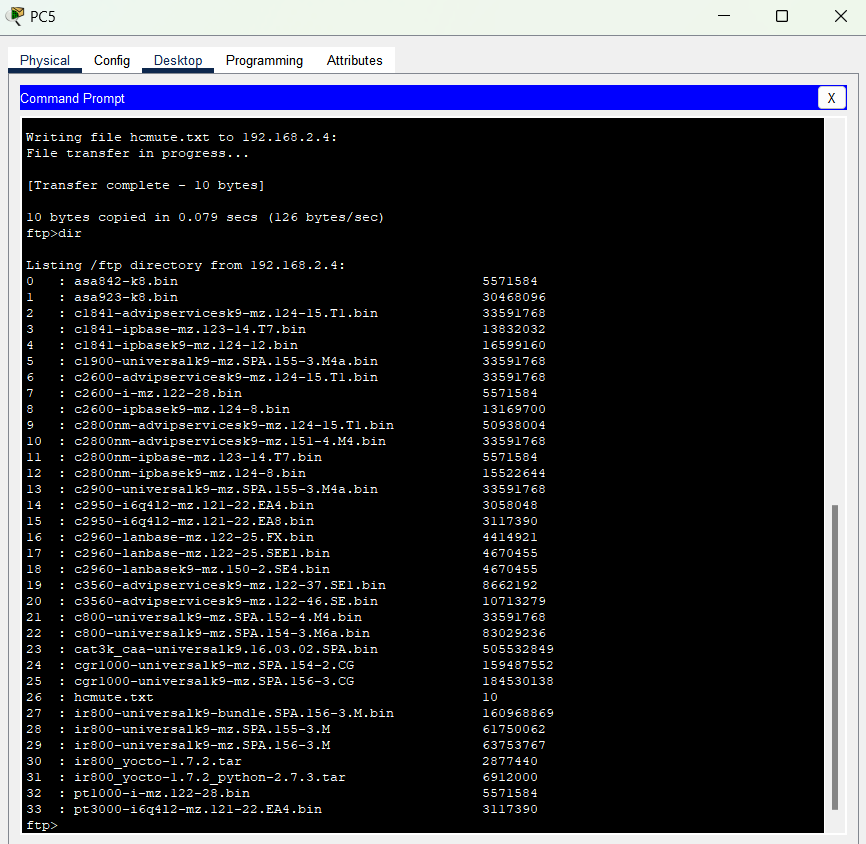 PC5
Physical Config Desktop Programming Attributes
Command Prompt X
Writing file hcmute.txt to 192.168.2.4:
File transfer in progress...
[Transfer complete - 10 bytes]
10 bytes copied in 0.079 secs (126 bytes/sec)
ftp>dir
Listing /ftp directory from 192.168.2.4:
0 : asa842-k8.bin 5571584
1 : asa923-k8.bin 30468096
2 : c1841-advipservicesk9-mz.124-15.T1.bin 33591768
3 : c1841-ipbase-mz.123-14.T7.bin 13832032
4 : c1841-ipbasek9-mz.124-12.bin 16599160
5 : c1900-universalk9-mz.SPA.155-3.M4a.bin 33591768
6 : c2600-advipservicesk9-mz.124-15.T1.bin 33591768
7 : c2600-i-mz.122-28.bin 5571584
8 : c2600-ipbasek9-mz.124-8.bin 13169700
9 : c2800nm-advipservicesk9-mz.124-15.T1.bin 50938004
10 : c2800nm-advipservicesk9-mz.151-4.M4.bin 33591768
11 : c2800nm-ipbase-mz.123-14.T7.bin 5571584
12 : c2800nm-ipbasek9-mz.124-8.bin 15522644
13 : c2900-universalk9-mz.SPA.155-3.M4a.bin 33591768
14 : c2950-i6q4l2-mz.121-22.EA4.bin 3058048
15 : c2950-i6q4l2-mz.121-22.EA8.bin 3117390
16 : c2960-lanbase-mz.122-25.FX.bin 4414921
17 : c2960-lanbase-mz.122-25.SEE1.bin 4670455
18 : c2960-lanbasek9-mz.150-2.SE4.bin 4670455
19 : c3560-advipservicesk9-mz.122-37.SE1.bin 8662192
20 : c3560-advipservicesk9-mz.122-46.SE.bin 10713279
21 : c800-universalk9-mz.SPA.152-4.M4.bin 33591768
22 : c800-universalk9-mz.SPA.154-3.M6a.bin 83029236
23 : cat3k_caa-universalk9.16.03.02.SPA.bin 505532849
24 : cgr1000-universalk9-mz.SPA.154-2.CG 159487552
25 : cgr1000-universalk9-mz.SPA.156-3.CG 184530138
26 : hcmute.txt 10
27 : ir800-universalk9-bundle.SPA.156-3.M.bin 160968869
28 : ir800-universalk9-mz.SPA.155-3.M 61750062
29 : ir800-universalk9-mz.SPA.156-3.M 63753767
30 : ir800_yocto-1.7.2.tar 2877440
31 : ir800_yocto-1.7.2_python-2.7.3.tar 6912000
32 : pt1000-i-mz.122-28.bin 5571584
33 : pt3000-i6q4l2-mz.121-22.EA4.bin 3117390
ftp>